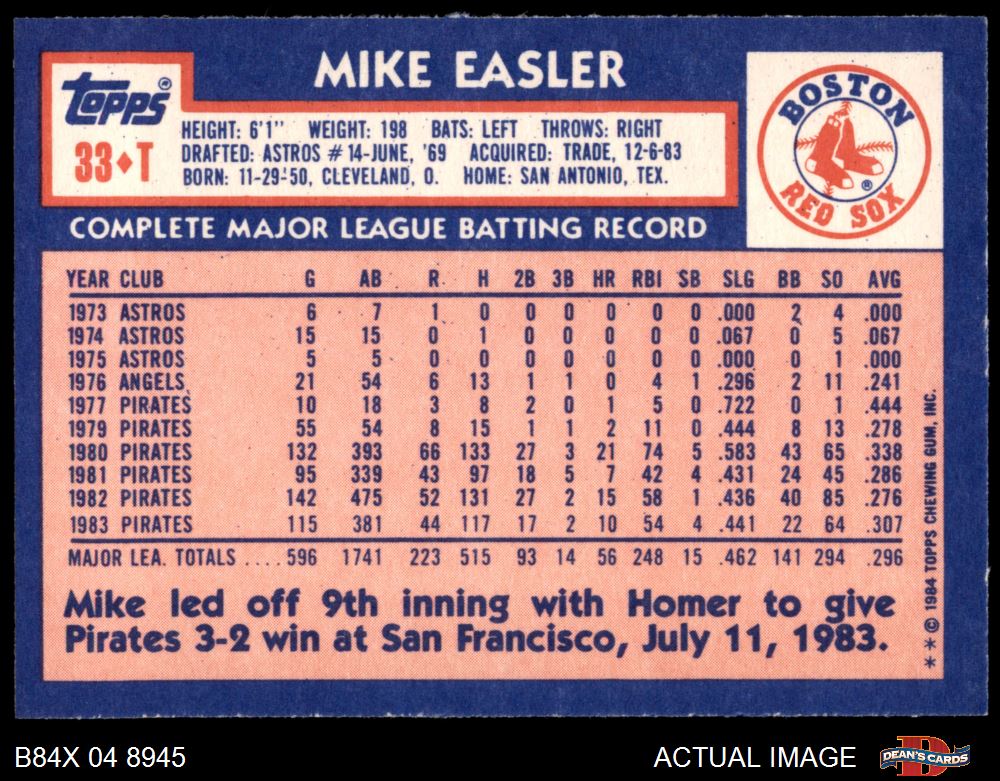 MIKE EASLER
Topps®
33♦T
HEIGHT: 6'1" WEIGHT: 198 BATS: LEFT THROWS: RIGHT
DRAFTED: ASTROS #14-JUNE, '69 ACQUIRED: TRADE, 12-6-83
BORN: 11-29-50, CLEVELAND, O. HOME: SAN ANTONIO, TEX.
BOSTON
RED SOX ®
COMPLETE MAJOR LEAGUE BATTING RECORD
YEAR CLUB G AB R H 2B 3B HR RBI SB SLG BB SO AVG
1973 ASTROS 6 7 1 0 0 0 0 0 0 .000 2 4 .000
1974 ASTROS 15 15 0 1 0 0 0 0 0 .067 0 5 .067
1975 ASTROS 5 5 0 0 0 0 0 0 0 .000 0 1 .000
1976 ANGELS 21 54 6 13 1 1 0 4 1 .296 2 11 .241
1977 PIRATES 10 18 3 8 2 0 1 5 0 .722 0 1 .444
1979 PIRATES 55 54 8 15 1 1 2 11 0 .444 8 13 .278
1980 PIRATES 132 393 66 133 27 3 21 74 5 .583 43 65 .338
1981 PIRATES 95 339 43 97 18 5 7 42 4 .431 24 45 .286
1982 PIRATES 142 475 52 131 27 2 15 58 1 .436 40 85 .276
1983 PIRATES 115 381 44 117 17 2 10 54 4 .441 22 64 .307
MAJOR LEA. TOTALS .... 596 1741 223 515 93 14 56 248 15 .462 141 294 .296
Mike led off 9th inning with Homer to give
Pirates 3-2 win at San Francisco, July 11, 1983.
**© 1984 TOPPS CHEWING GUM, INC.
B84X 04 8945
ACTUAL IMAGE
DEAN'S CARDS